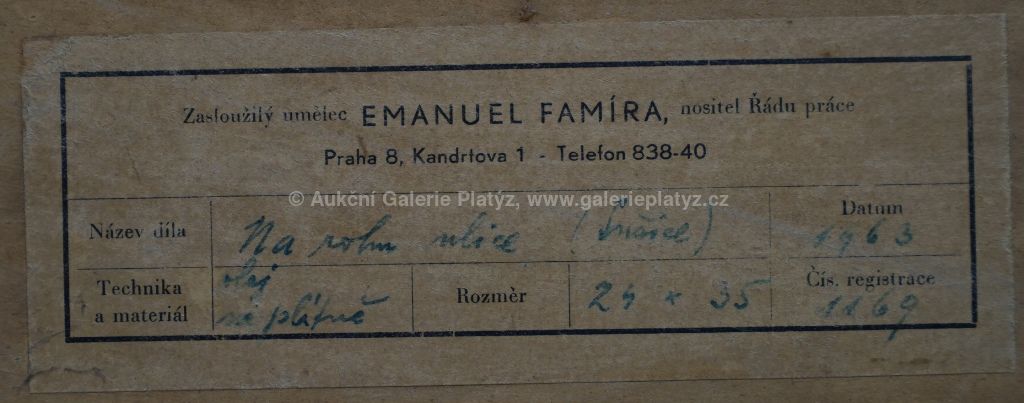 Zasloužilý umělec EMANUEL FAMÍRA, nositel Řádu práce
Praha 8, Kandrtova 1 - Telefon 838-40
© Aukční Galerie Platýz, www.galerieplatyz.cz
Název díla Na rohu ulice Datum 1963
Technika a materiál olej na plátně Rozměr 24 × 35 Čís. registrace 1169